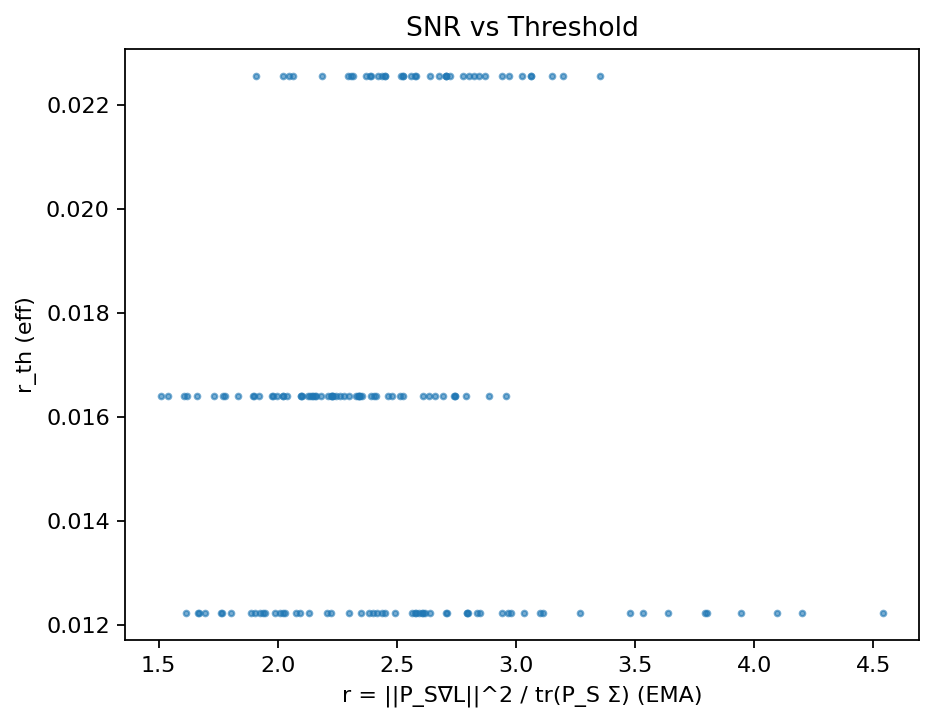 SNR vs Threshold
r_th (eff)
0.022
0.020
0.018
0.016
0.014
0.012
1.5 2.0 2.5 3.0 3.5 4.0 4.5
r = ||P_S∇L||^2 / tr(P_S Σ) (EMA)